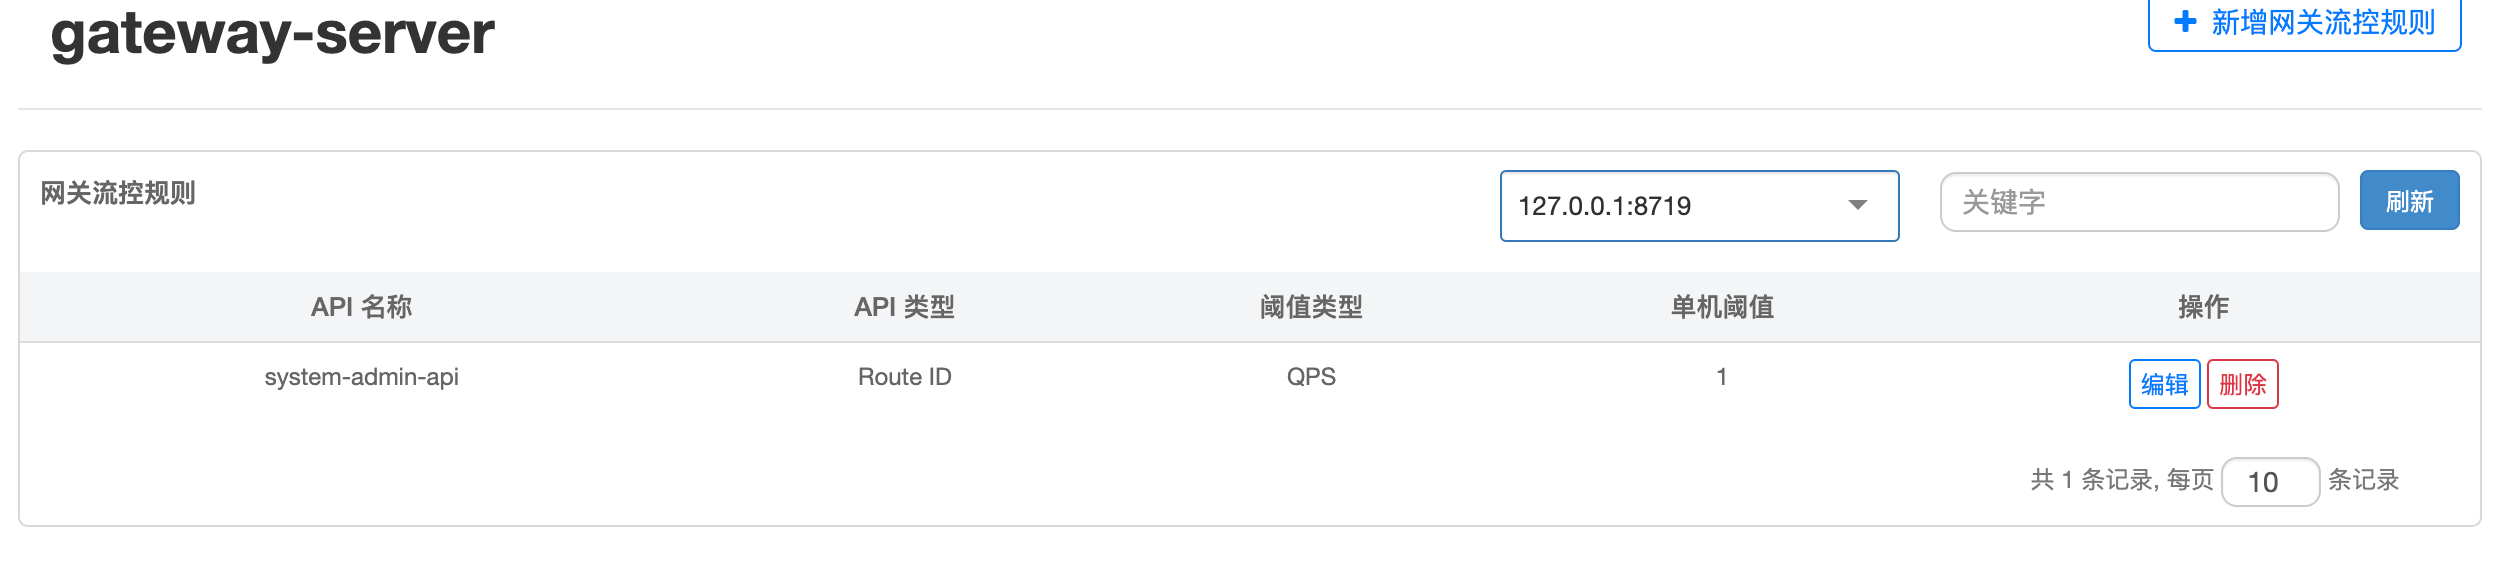 gateway-server
新增网关流控规则
网关流控规则
127.0.0.1:8719
关键字
刷新
API 名称 API 类型 阈值类型 单机阈值 操作
system-admin-api Route ID QPS 1 编辑 删除
共 1 条记录, 每页 10 条记录